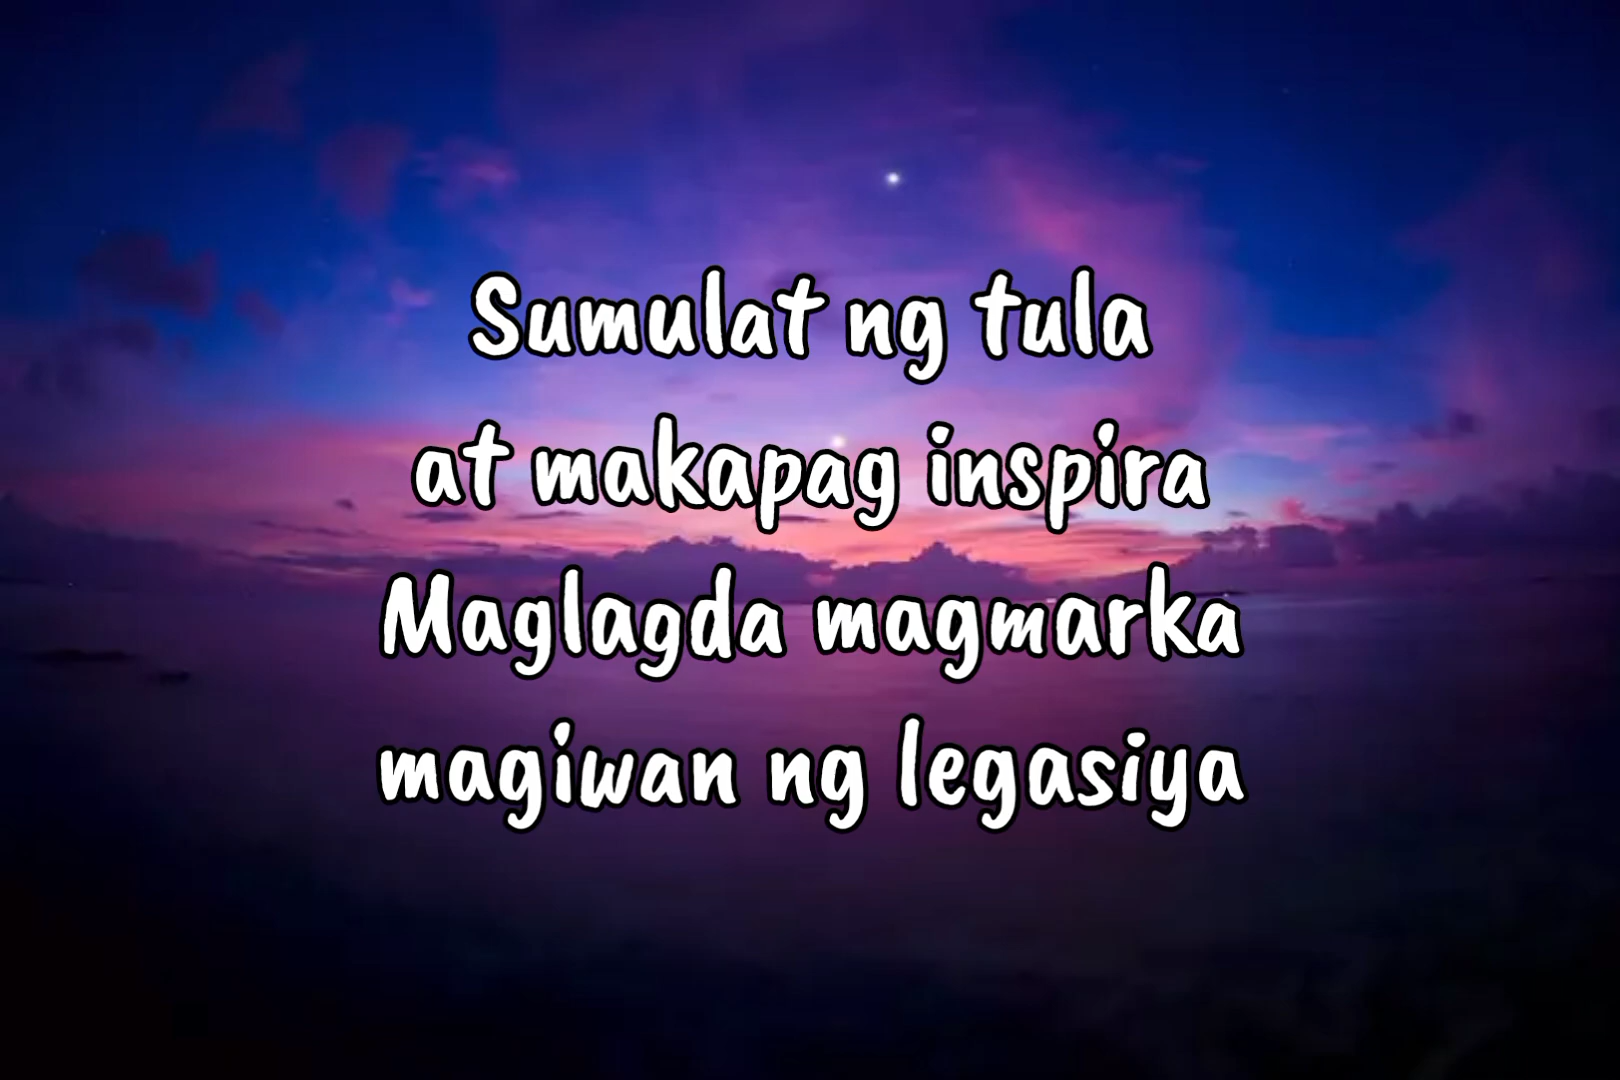 Sumulat ng tula
at makapag inspira
Maglagda magmarka
magiwan ng legasiya